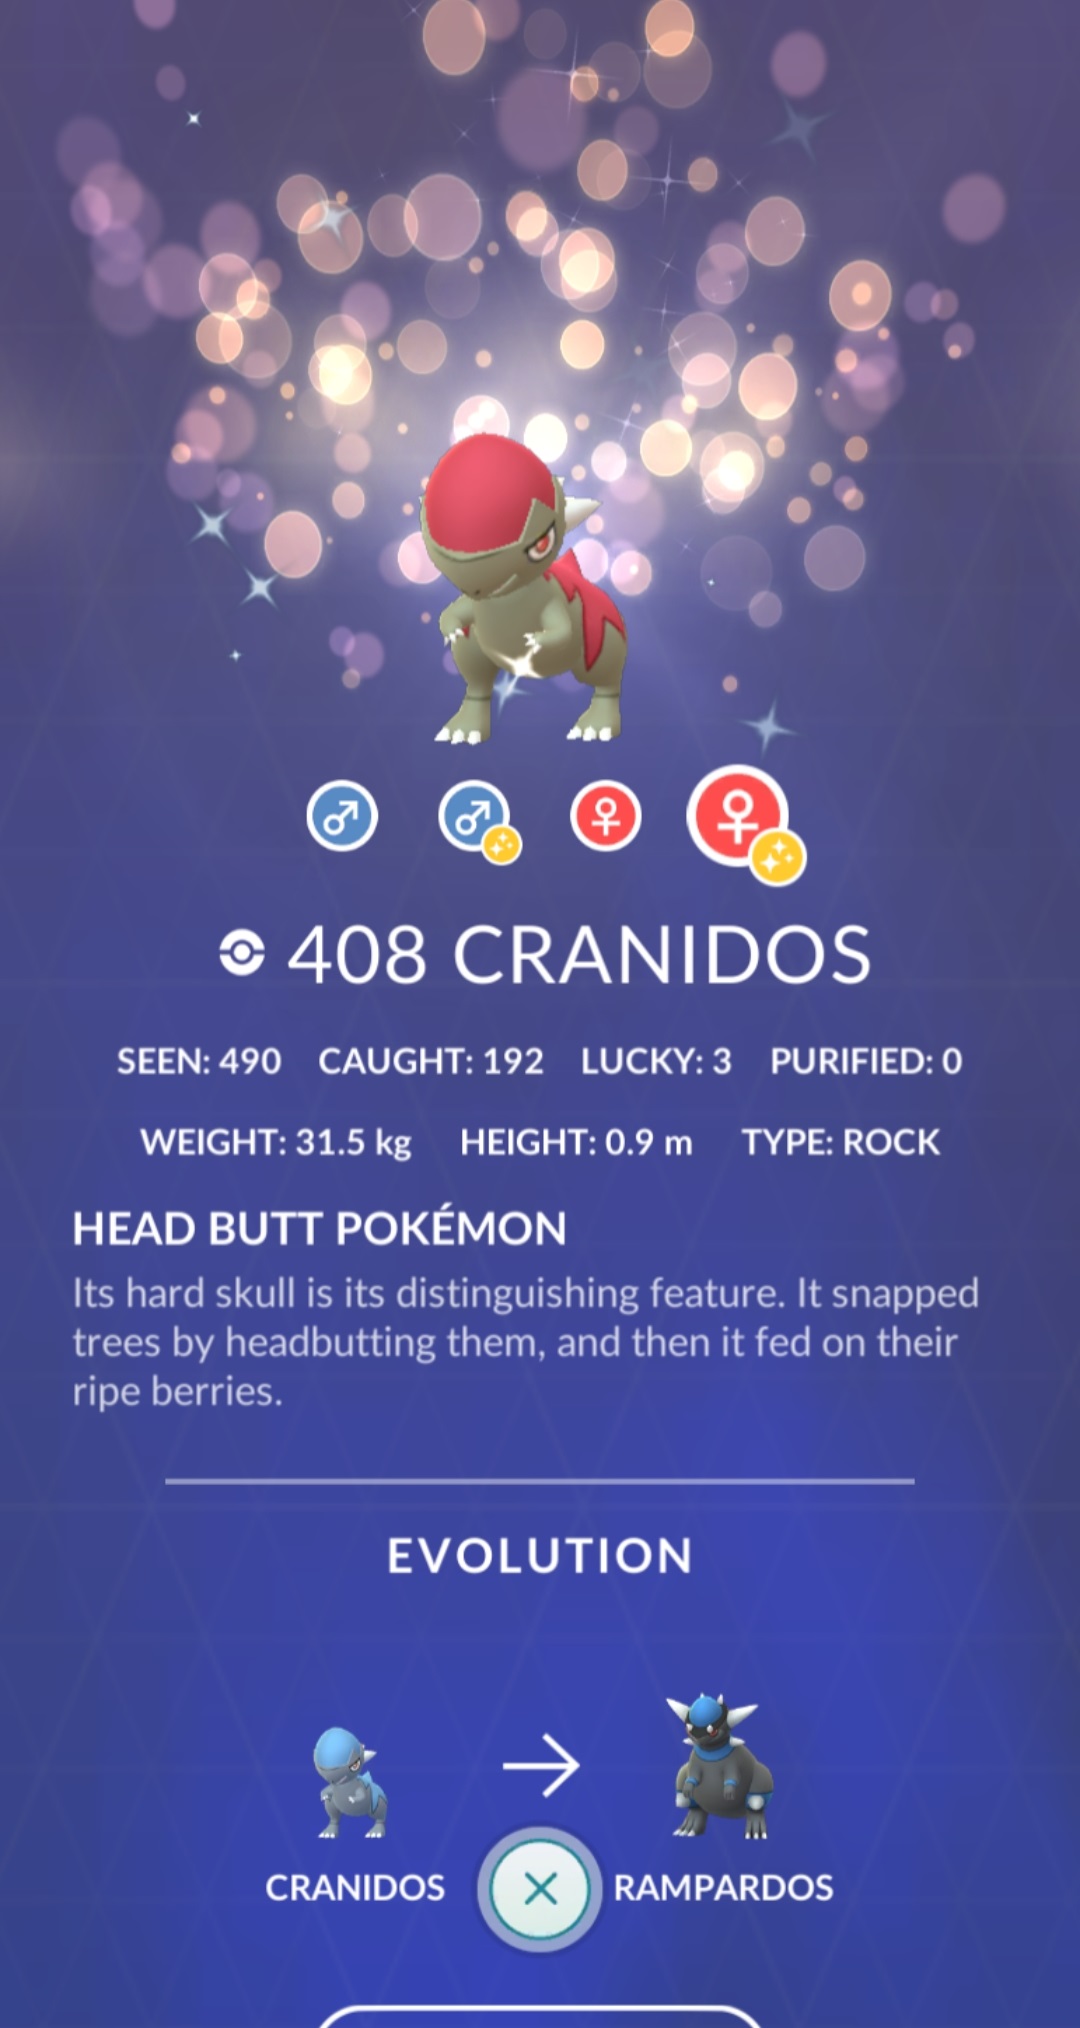 408 CRANIDOS
SEEN: 490 CAUGHT: 192 LUCKY: 3 PURIFIED: 0
WEIGHT: 31.5 kg HEIGHT: 0.9 m TYPE: ROCK
HEAD BUTT POKÉMON
Its hard skull is its distinguishing feature. It snapped
trees by headbutting them, and then it fed on their
ripe berries.
EVOLUTION
CRANIDOS RAMPARDOS